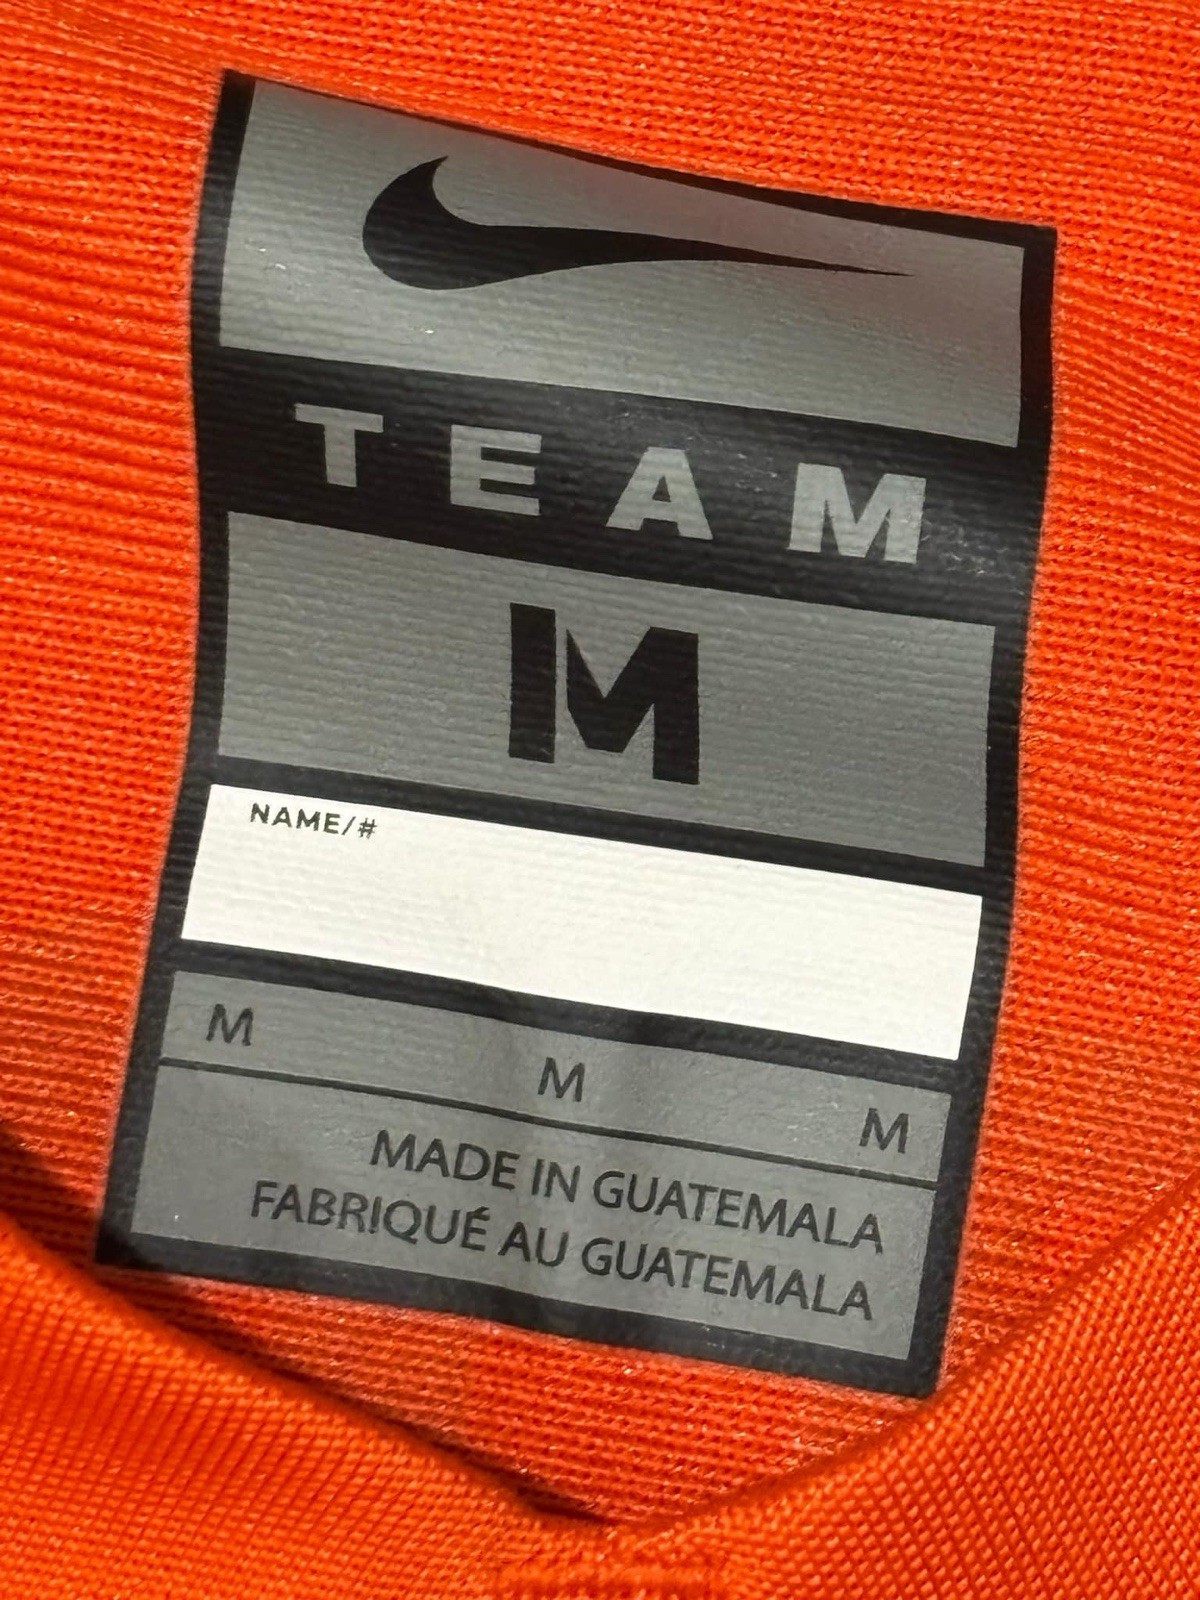 TEAM
M
NAME/#
M M M
MADE IN GUATEMALA
FABRIQUÉ AU GUATEMALA